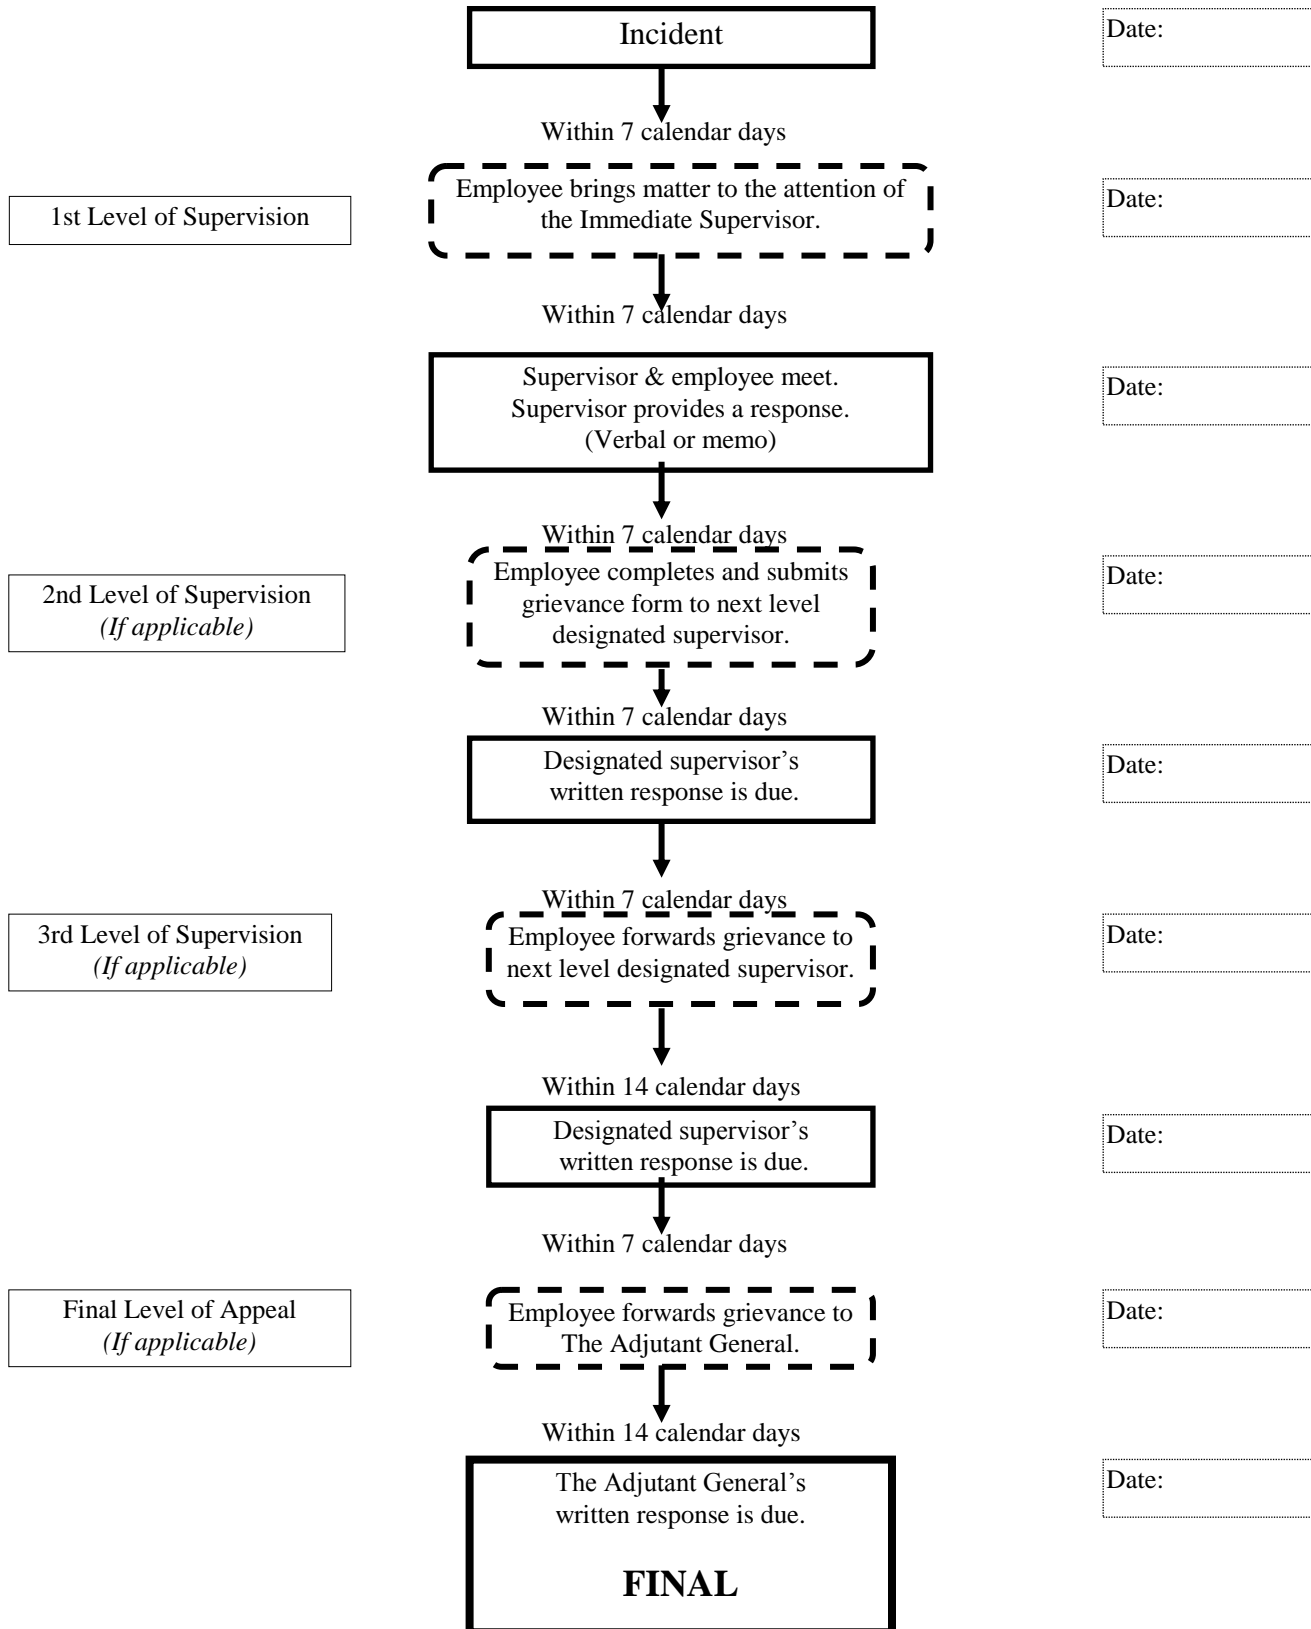 Incident
Date:
Within 7 calendar days
1st Level of Supervision
Employee brings matter to the attention of
the Immediate Supervisor.
Date:
Within 7 calendar days
Supervisor & employee meet.
Supervisor provides a response.
(Verbal or memo)
Date:
Within 7 calendar days
2nd Level of Supervision
(If applicable)
Employee completes and submits
grievance form to next level
designated supervisor.
Date:
Within 7 calendar days
Designated supervisor’s
written response is due.
Date:
Within 7 calendar days
3rd Level of Supervision
(If applicable)
Employee forwards grievance to
next level designated supervisor.
Date:
Within 14 calendar days
Designated supervisor’s
written response is due.
Date:
Within 7 calendar days
Final Level of Appeal
(If applicable)
Employee forwards grievance to
The Adjutant General.
Date:
Within 14 calendar days
The Adjutant General’s
written response is due.
FINAL
Date: